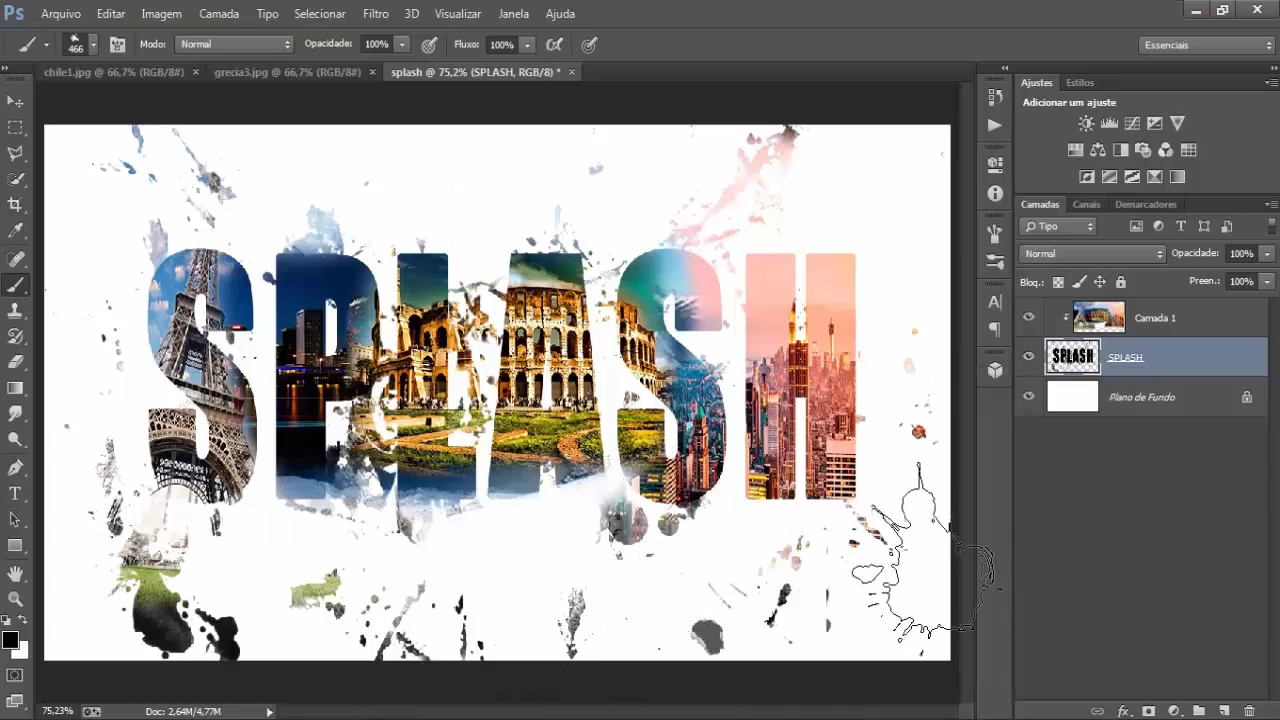 Ps Arquivo Editar Imagem Camada Tipo Selecionar Filtro 3D Visualizar Janela Ajuda
466 Modo: Normal Opacidade: 100% Fluxo: 100% Essenciais
chile1.jpg @ 66,7% (RGB/8#) × grecia3.jpg @ 66,7% (RGB/8#) × splash @ 75,2% (SPLASH, RGB/8) * ×
Ajustes Estilos
Adicionar um ajuste
Camadas Canais Demarcadores
Tipo
Normal Opacidade: 100%
Bloq.: Preen.: 100%
Camada 1
SPLASH SPLASH
Plano de Fundo
SPLASH
75,23% Doc: 2,64M/4,77M